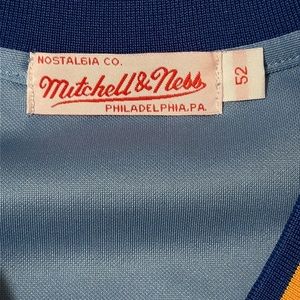 NOSTALGIA CO.
Mitchell & Ness
PHILADELPHIA, PA.
52